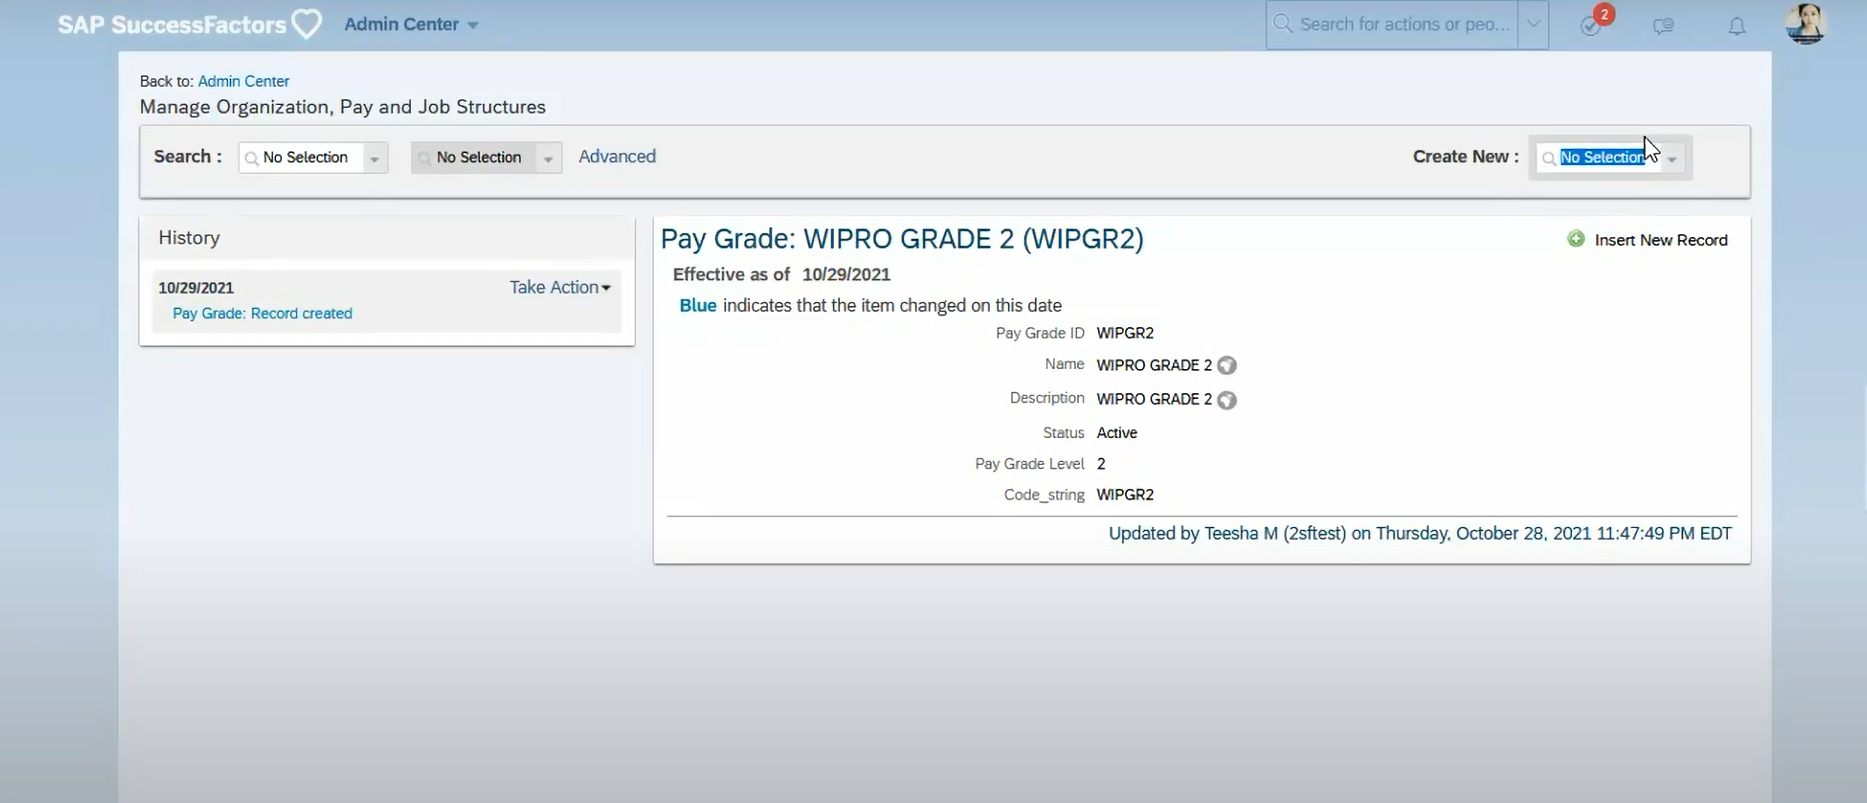 SAP SuccessFactors Admin Center Search for actions or peo... 2
Back to: Admin Center
Manage Organization, Pay and Job Structures
Search : No Selection No Selection Advanced Create New : No Selection
History
10/29/2021 Take Action
Pay Grade: Record created
Pay Grade: WIPRO GRADE 2 (WIPGR2) Insert New Record
Effective as of 10/29/2021
Blue indicates that the item changed on this date
Pay Grade ID WIPGR2
Name WIPRO GRADE 2
Description WIPRO GRADE 2
Status Active
Pay Grade Level 2
Code_string WIPGR2
Updated by Teesha M (2sftest) on Thursday, October 28, 2021 11:47:49 PM EDT